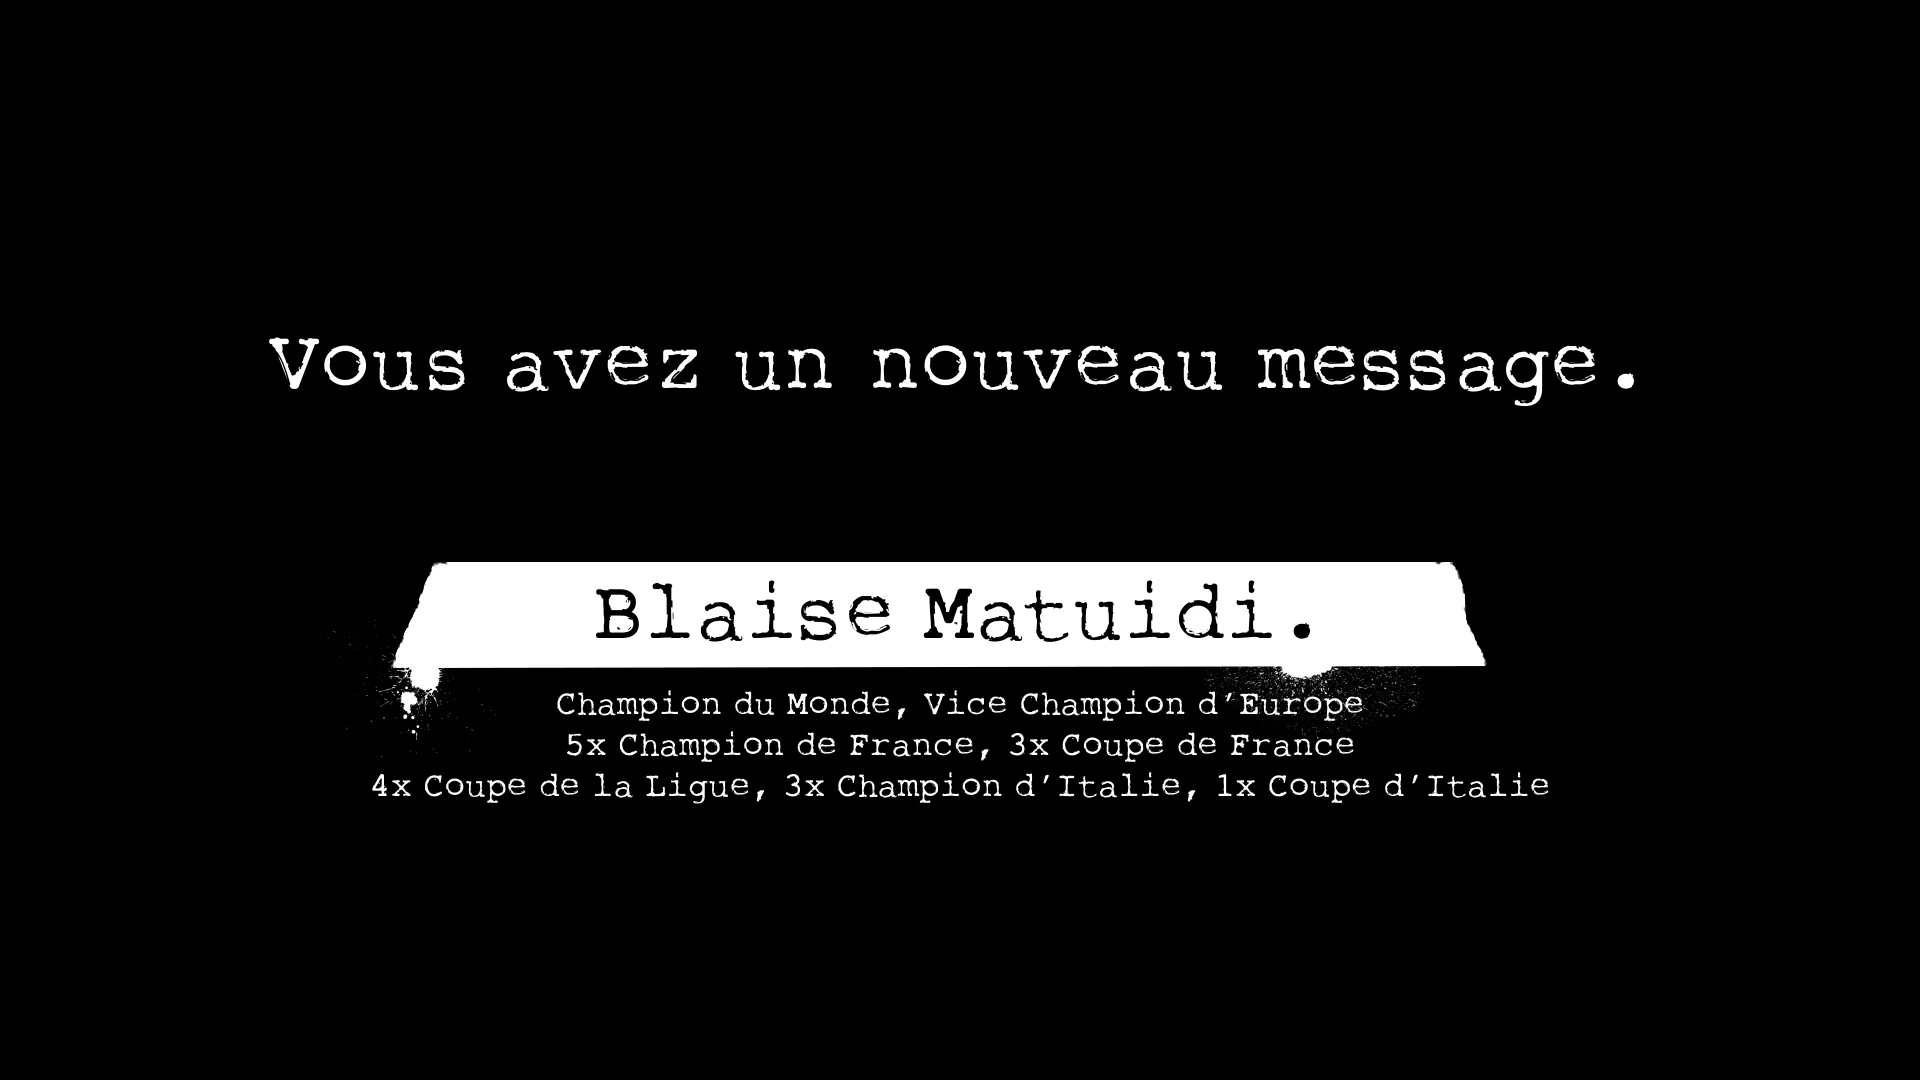 Vous avez un nouveau message.
Blaise Matuidi.
Champion du Monde, Vice Champion d'Europe
5x Champion de France, 3x Coupe de France
4x Coupe de la Ligue, 3x Champion d'Italie, 1x Coupe d'Italie